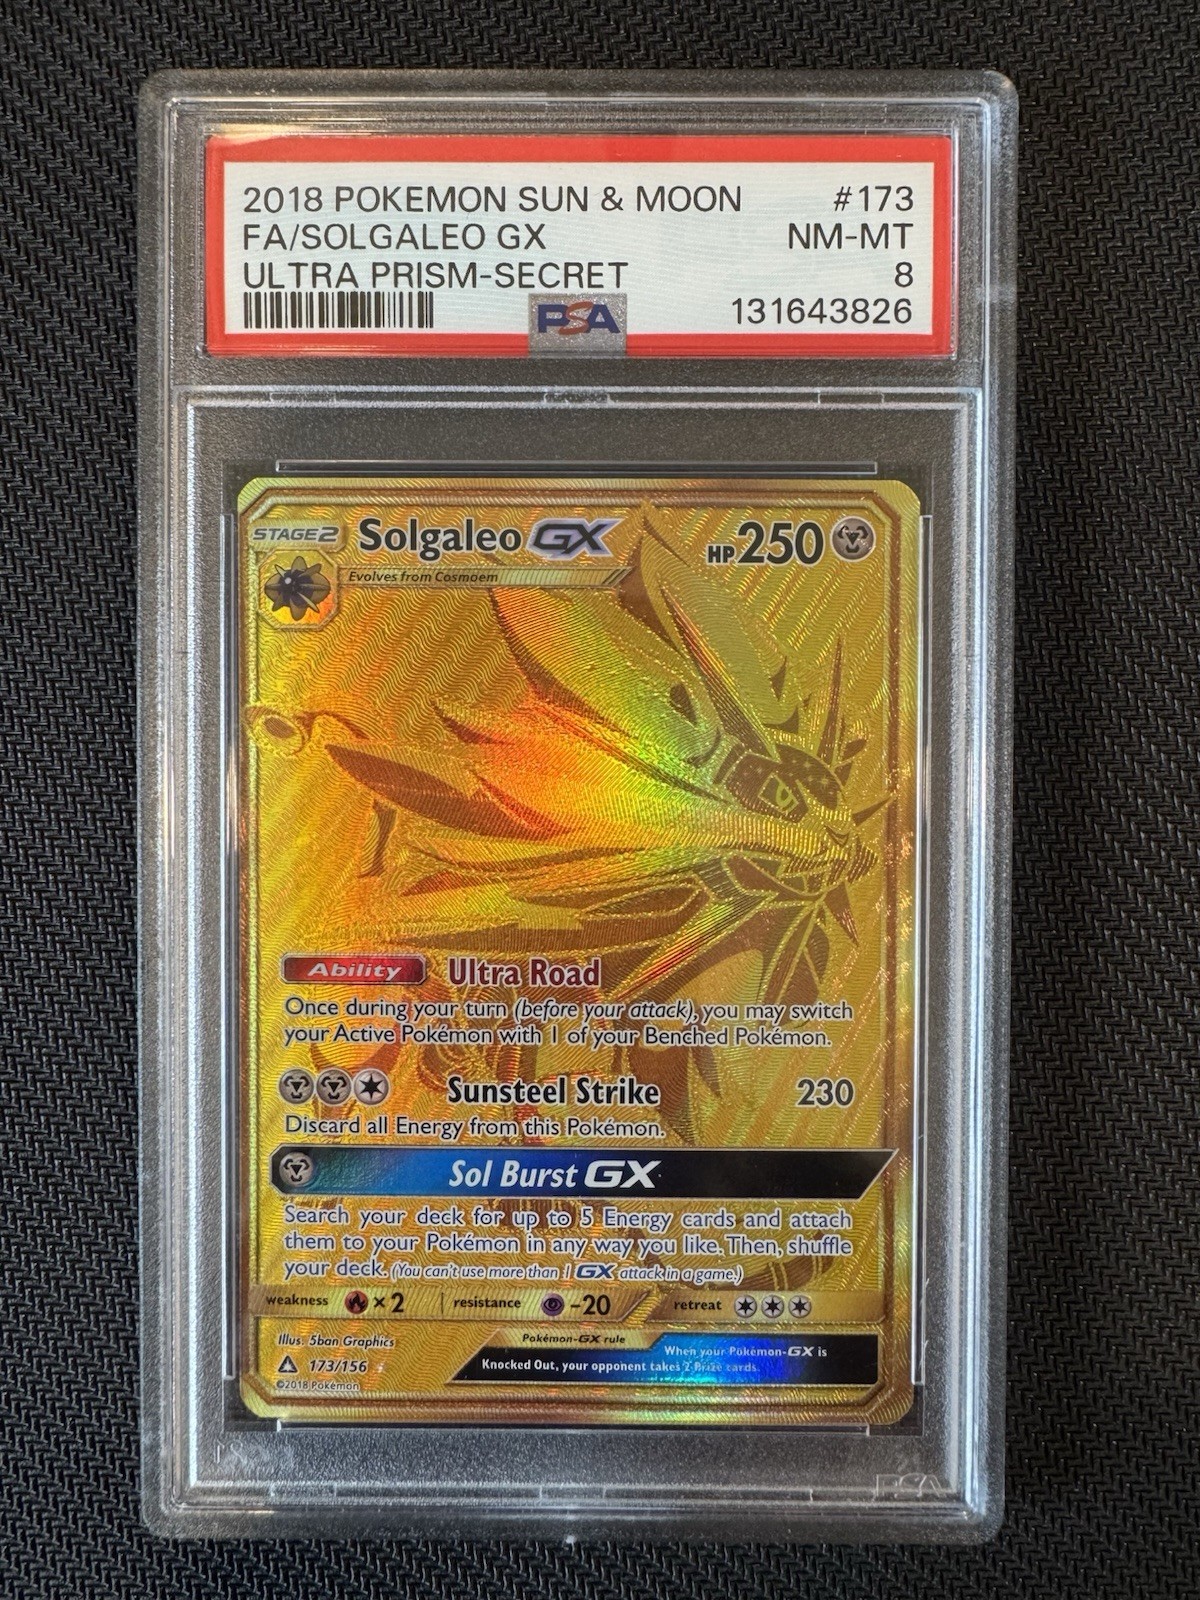 2018 POKEMON SUN & MOON #173
FA/SOLGALEO GX NM-MT
ULTRA PRISM-SECRET 8
PSA 131643826
STAGE 2 Solgaleo GX HP 250
Evolves from Cosmoem
Ability Ultra Road
Once during your turn (before your attack), you may switch
your Active Pokémon with 1 of your Benched Pokémon.
Sunsteel Strike 230
Discard all Energy from this Pokémon.
Sol Burst GX
Search your deck for up to 5 Energy cards and attach
them to your Pokémon in any way you like. Then, shuffle
your deck. (You can't use more than 1 GX attack in a game.)
weakness ×2 resistance -20 retreat
Illus. 5ban Graphics
173/156
©2018 Pokémon
Pokémon-GX rule
When your Pokémon-GX is
Knocked Out, your opponent takes 2 Prize cards.
PSA